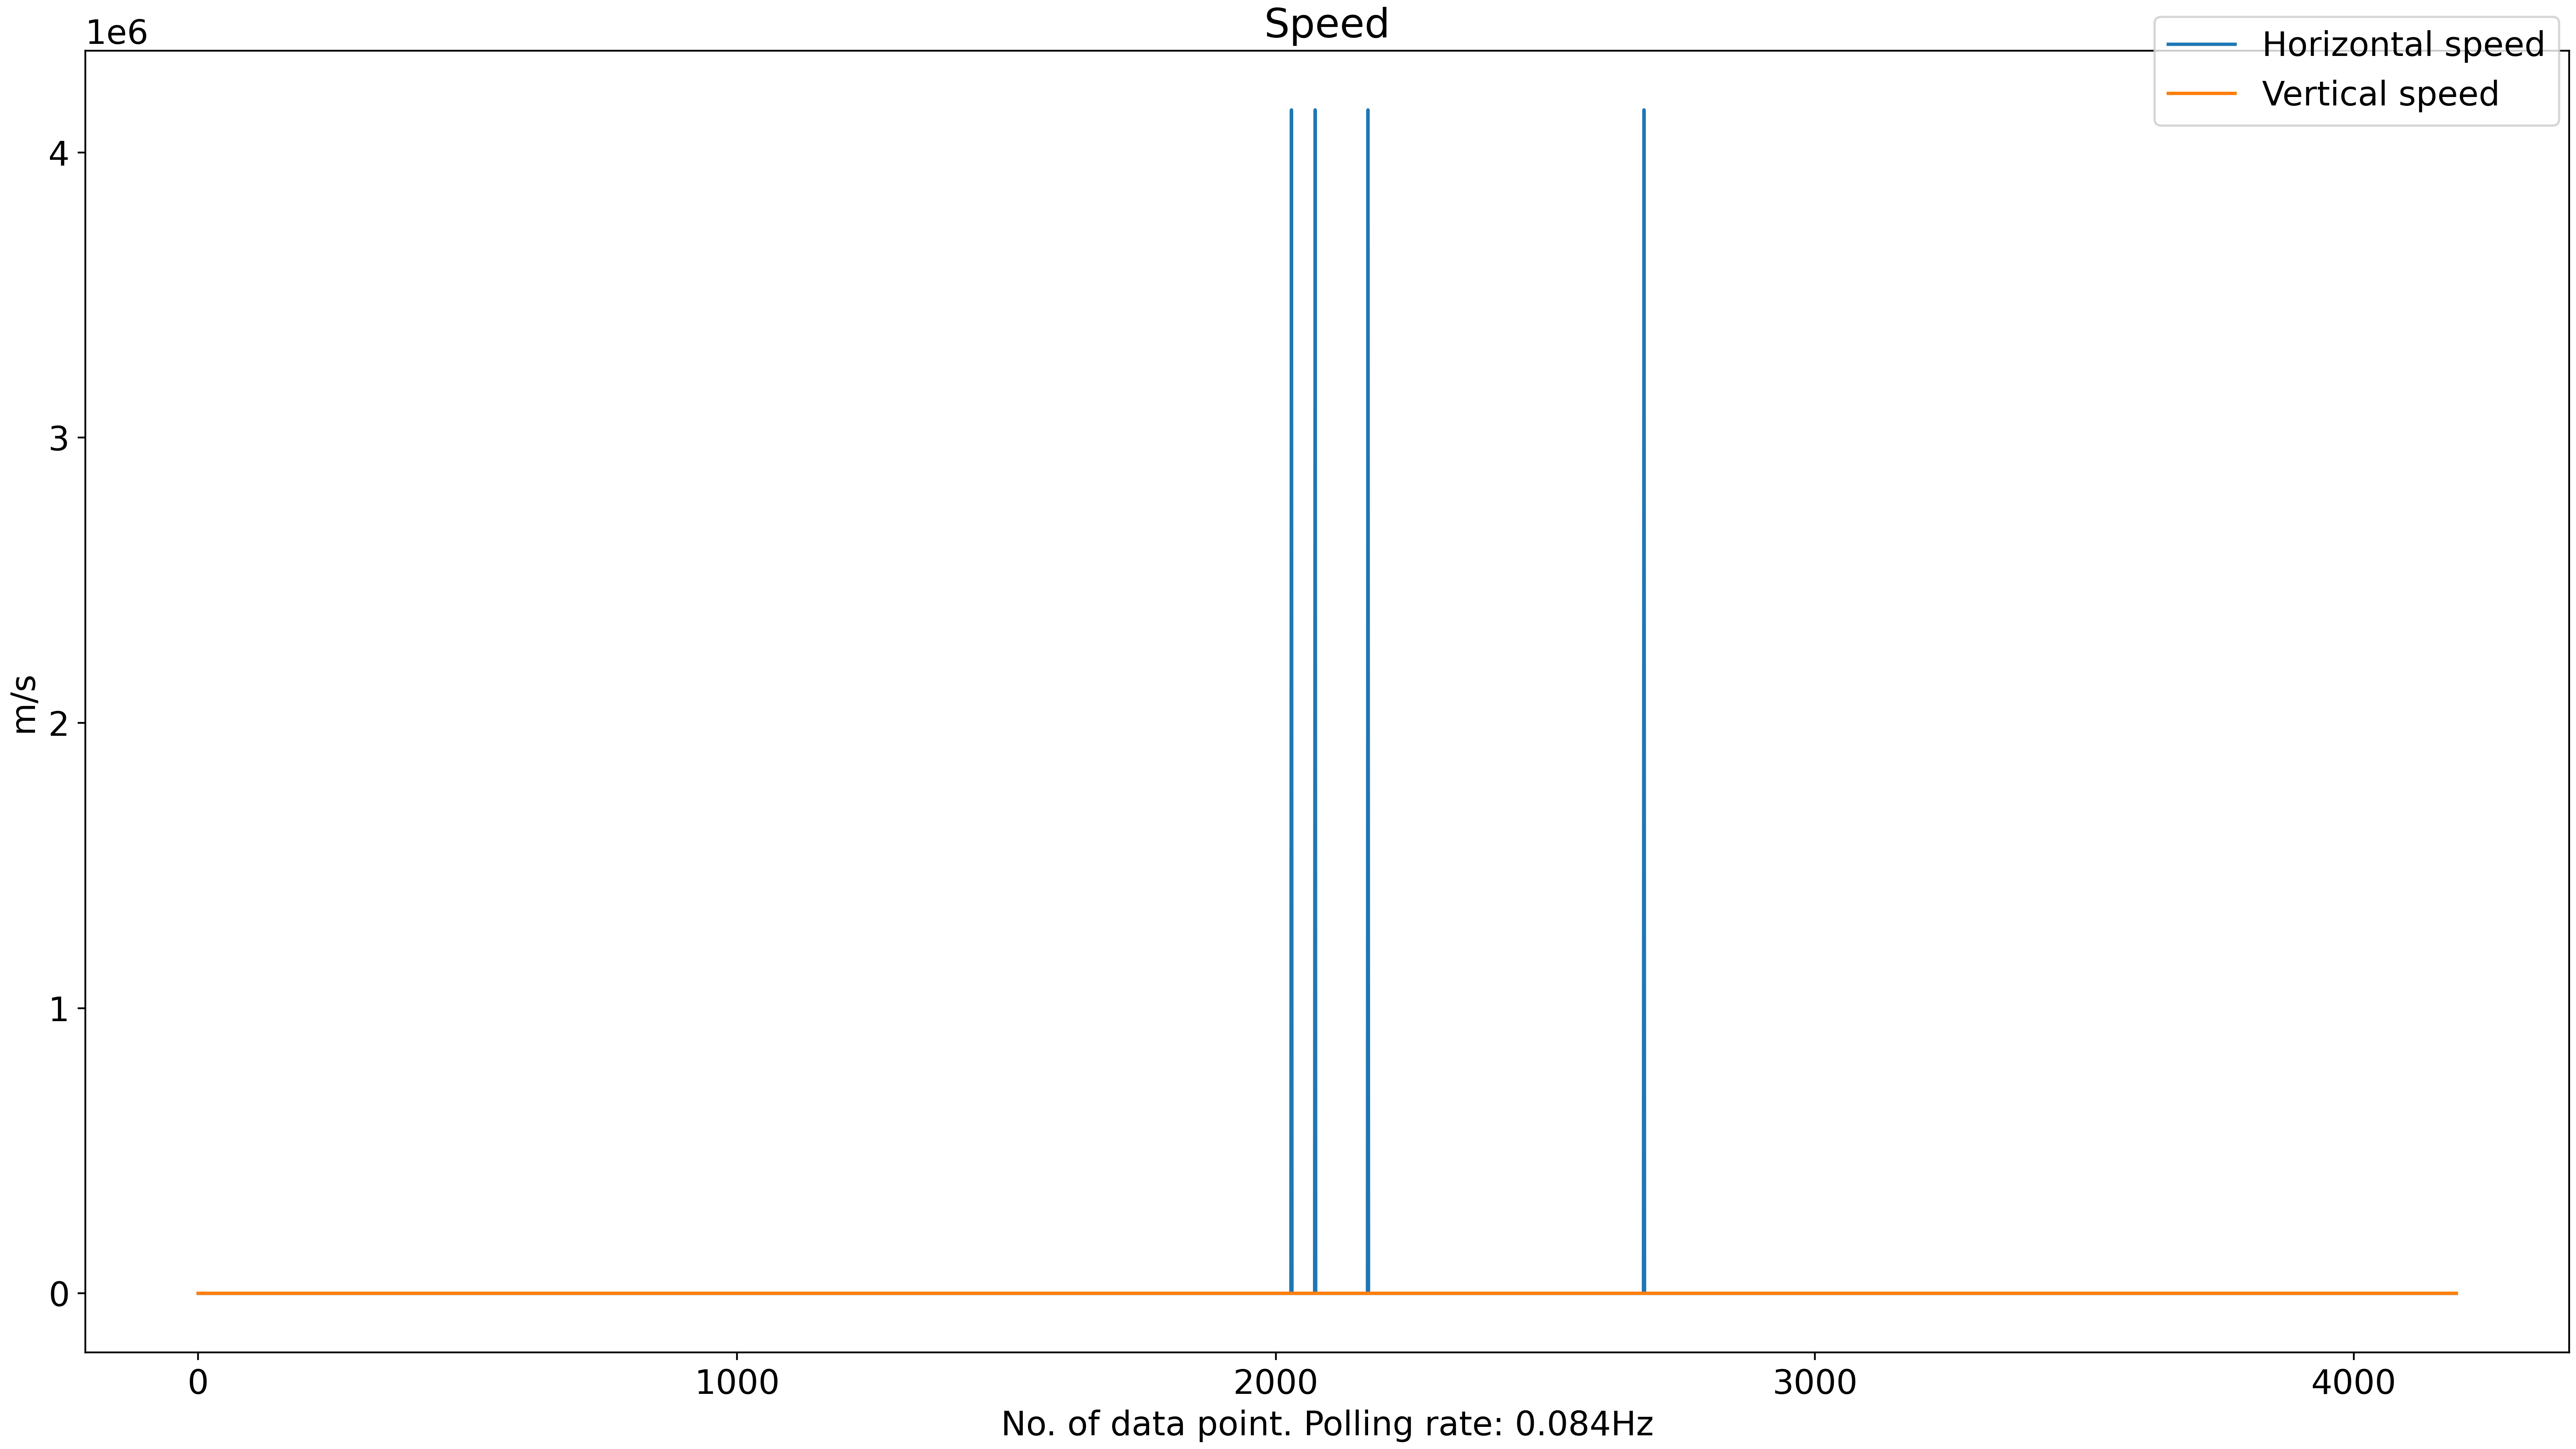 Speed
1e6
Horizontal speed
Vertical speed
4
3
2
1
0
m/s
0 1000 2000 3000 4000
No. of data point. Polling rate: 0.084Hz